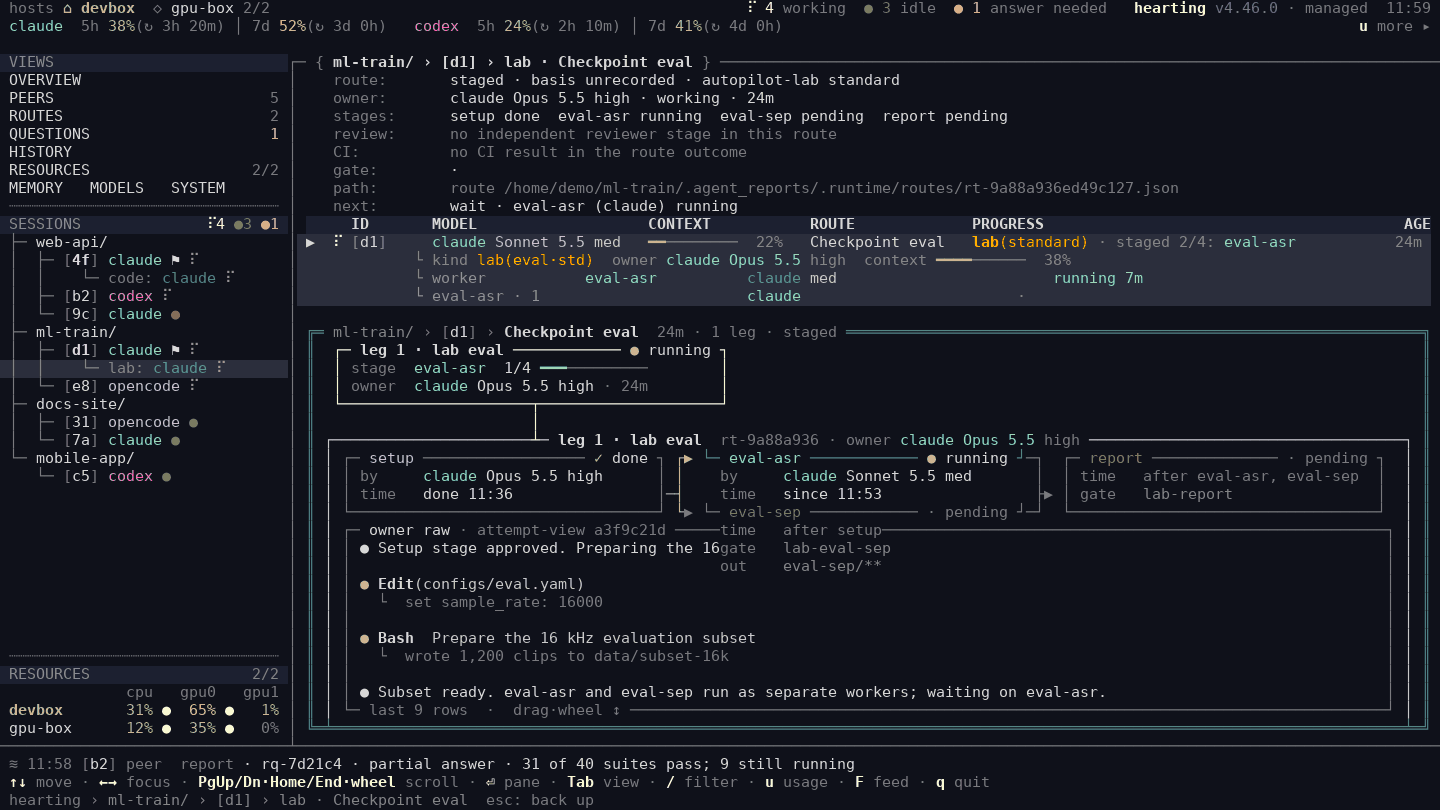 hosts ⌂ devbox ◇ gpu-box 2/2 ⠏ 4 working ● 3 idle ● 1 answer needed hearting v4.46.0 · managed 11:59
claude 5h 38%(↻ 3h 20m) │ 7d 52%(↻ 3d 0h) codex 5h 24%(↻ 2h 10m) │ 7d 41%(↻ 4d 0h) u more ▸
VIEWS
OVERVIEW
PEERS 5
ROUTES 2
QUESTIONS 1
HISTORY
RESOURCES 2/2
MEMORY MODELS SYSTEM
SESSIONS ⠏4 ●3 ●1
web-api/
[4f] claude ⚑ ⠏
code: claude ⠏
[b2] codex ⠏
[9c] claude ●
ml-train/
[d1] claude ⚑ ⠏
lab: claude ⠏
[e8] opencode ⠏
docs-site/
[31] opencode ●
[7a] claude ●
mobile-app/
[c5] codex ●
RESOURCES 2/2
cpu gpu0 gpu1
devbox 31% ● 65% ● 1%
gpu-box 12% ● 35% ● 0%
{ ml-train/ › [d1] › lab · Checkpoint eval }
route: staged · basis unrecorded · autopilot-lab standard
owner: claude Opus 5.5 high · working · 24m
stages: setup done eval-asr running eval-sep pending report pending
review: no independent reviewer stage in this route
CI: no CI result in the route outcome
gate: ·
path: route /home/demo/ml-train/.agent_reports/.runtime/routes/rt-9a88a936ed49c127.json
next: wait · eval-asr (claude) running
ID MODEL CONTEXT ROUTE PROGRESS AGE
▶ ⠏ [d1] claude Sonnet 5.5 med 22% Checkpoint eval lab(standard) · staged 2/4: eval-asr 24m
└ kind lab(eval·std) owner claude Opus 5.5 high context 38%
└ worker eval-asr claude med running 7m
└ eval-asr · 1 claude ·
ml-train/ › [d1] › Checkpoint eval 24m · 1 leg · staged
leg 1 · lab eval ● running
stage eval-asr 1/4
owner claude Opus 5.5 high · 24m
leg 1 · lab eval rt-9a88a936 · owner claude Opus 5.5 high
setup ✓ done ▶ eval-asr ● running report · pending
by claude Opus 5.5 high by claude Sonnet 5.5 med time after eval-asr, eval-sep
time done 11:36 time since 11:53 ▶ gate lab-report
▶ eval-sep · pending
owner raw · attempt-view a3f9c21d time after setup
● Setup stage approved. Preparing the 16gate lab-eval-sep
out eval-sep/**
● Edit(configs/eval.yaml)
└ set sample_rate: 16000
● Bash Prepare the 16 kHz evaluation subset
└ wrote 1,200 clips to data/subset-16k
● Subset ready. eval-asr and eval-sep run as separate workers; waiting on eval-asr.
last 9 rows · drag·wheel ↕
≋ 11:58 [b2] peer report · rq-7d21c4 · partial answer · 31 of 40 suites pass; 9 still running
↑↓ move · ←→ focus · PgUp/Dn·Home/End·wheel scroll · ⏎ pane · Tab view · / filter · u usage · F feed · q quit
hearting › ml-train/ › [d1] › lab · Checkpoint eval esc: back up